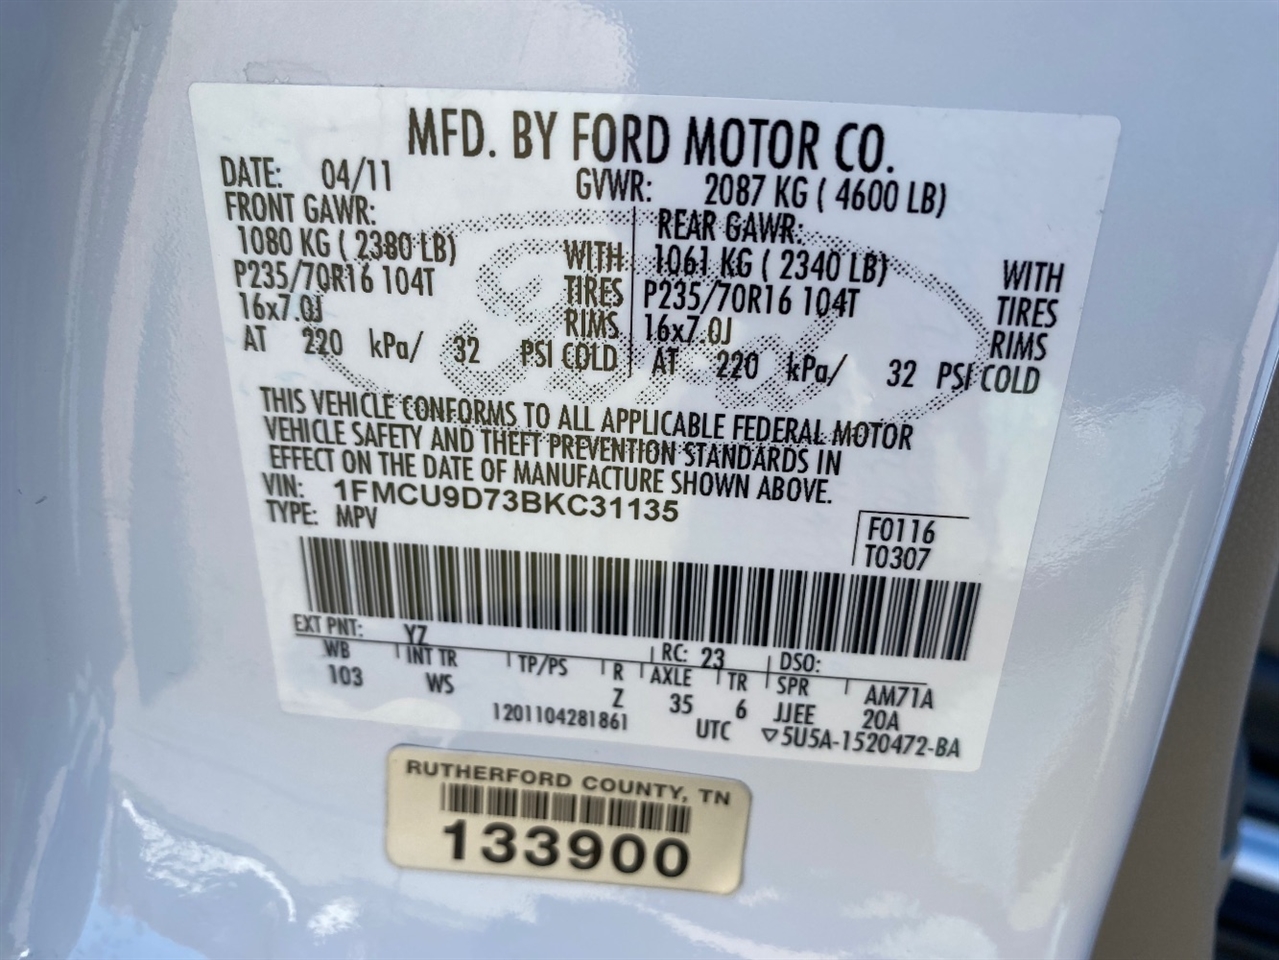 MFD. BY FORD MOTOR CO.
DATE: 04/11 GVWR: 2087 KG ( 4600 LB)
FRONT GAWR: REAR GAWR:
1080 KG ( 2380 LB) WITH 1061 KG ( 2340 LB) WITH
P235/70R16 104T TIRES P235/70R16 104T TIRES
16x7.0J RIMS 16x7.0J RIMS
AT 220 kPa/ 32 PSI COLD AT 220 kPa/ 32 PSI COLD
Ford
THIS VEHICLE CONFORMS TO ALL APPLICABLE FEDERAL MOTOR
VEHICLE SAFETY AND THEFT PREVENTION STANDARDS IN
EFFECT ON THE DATE OF MANUFACTURE SHOWN ABOVE.
VIN: 1FMCU9D73BKC31135
TYPE: MPV
F0116
T0307
EXT PNT: YZ RC: 23 DSO:
WB INT TR TP/PS R AXLE TR SPR AM71A
103 WS Z 35 6 JJEE 20A
1201104281861 UTC ▽5U5A-1520472-BA
RUTHERFORD COUNTY, TN
133900